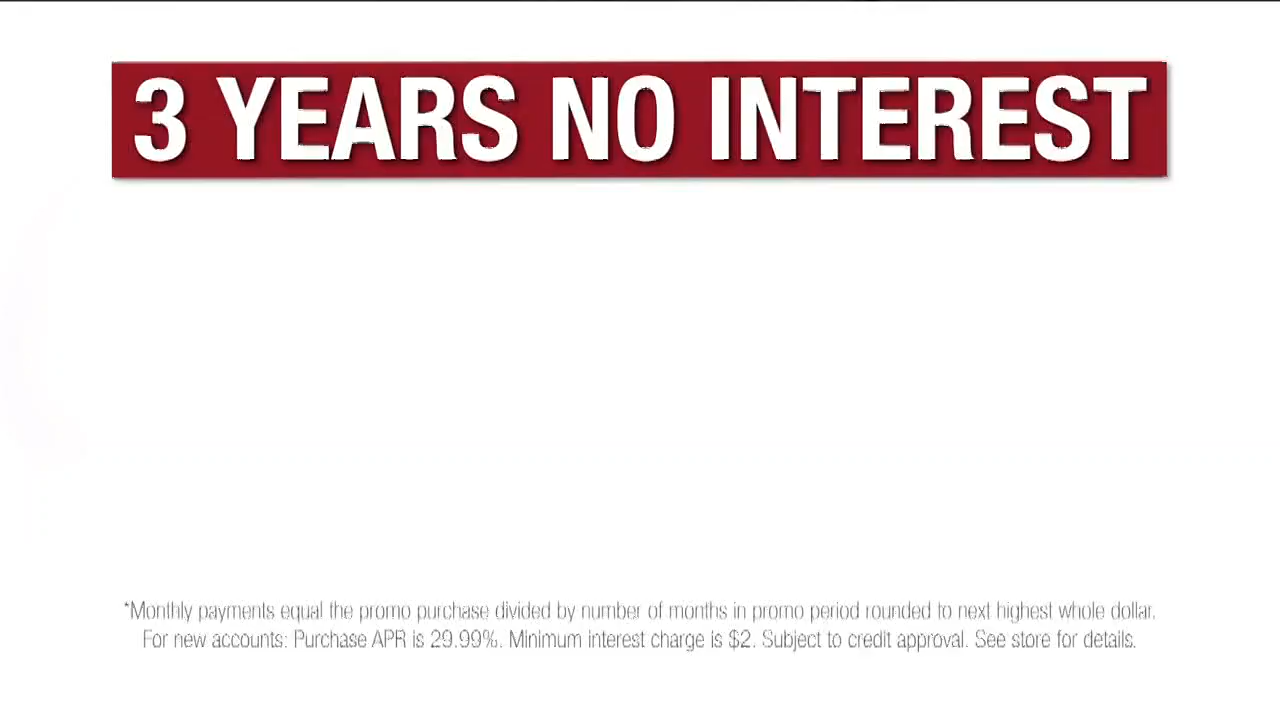 3 YEARS NO INTEREST
*Monthly payments equal the promo purchase divided by number of months in promo period rounded to next highest whole dollar.
For new accounts: Purchase APR is 29.99%. Minimum interest charge is $2. Subject to credit approval. See store for details.